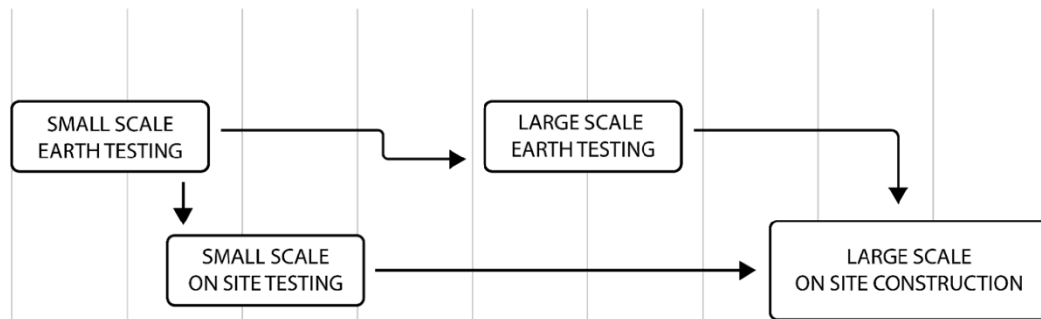 SMALL SCALE
EARTH TESTING
LARGE SCALE
EARTH TESTING
SMALL SCALE
ON SITE TESTING
LARGE SCALE
ON SITE CONSTRUCTION